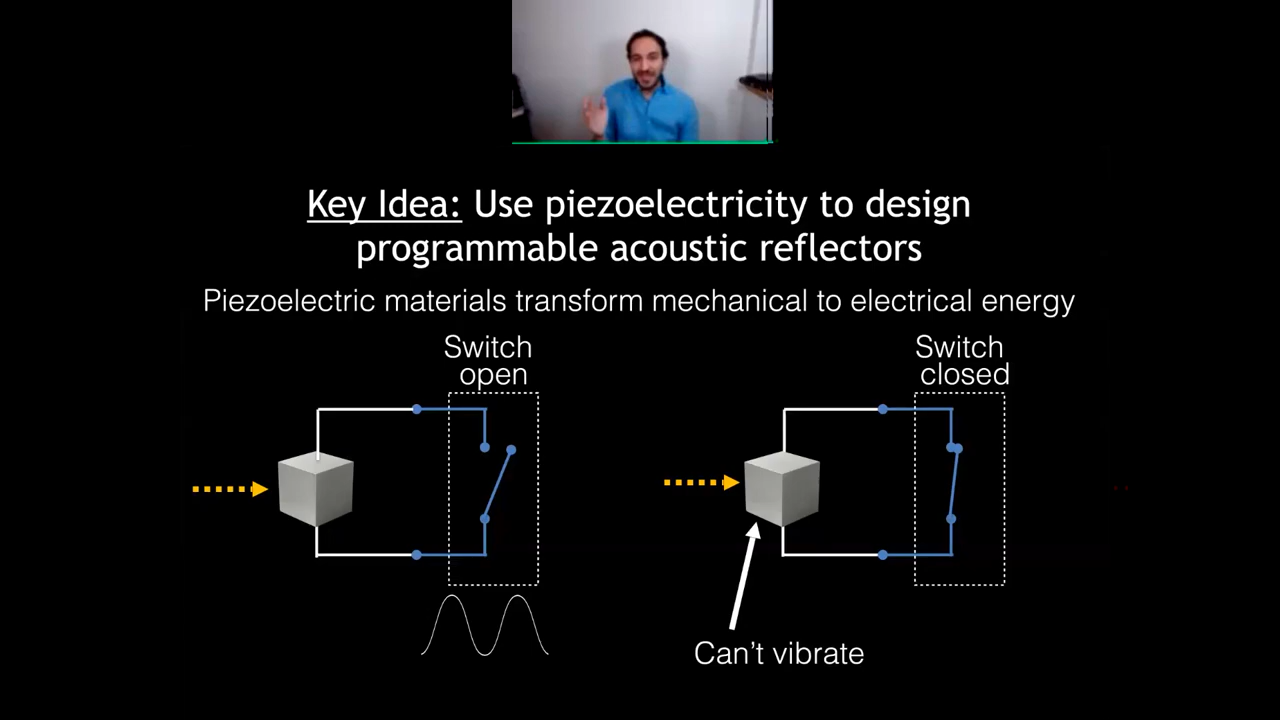 Key Idea: Use piezoelectricity to design
programmable acoustic reflectors
Piezoelectric materials transform mechanical to electrical energy
Switch
open
Switch
closed
Can't vibrate